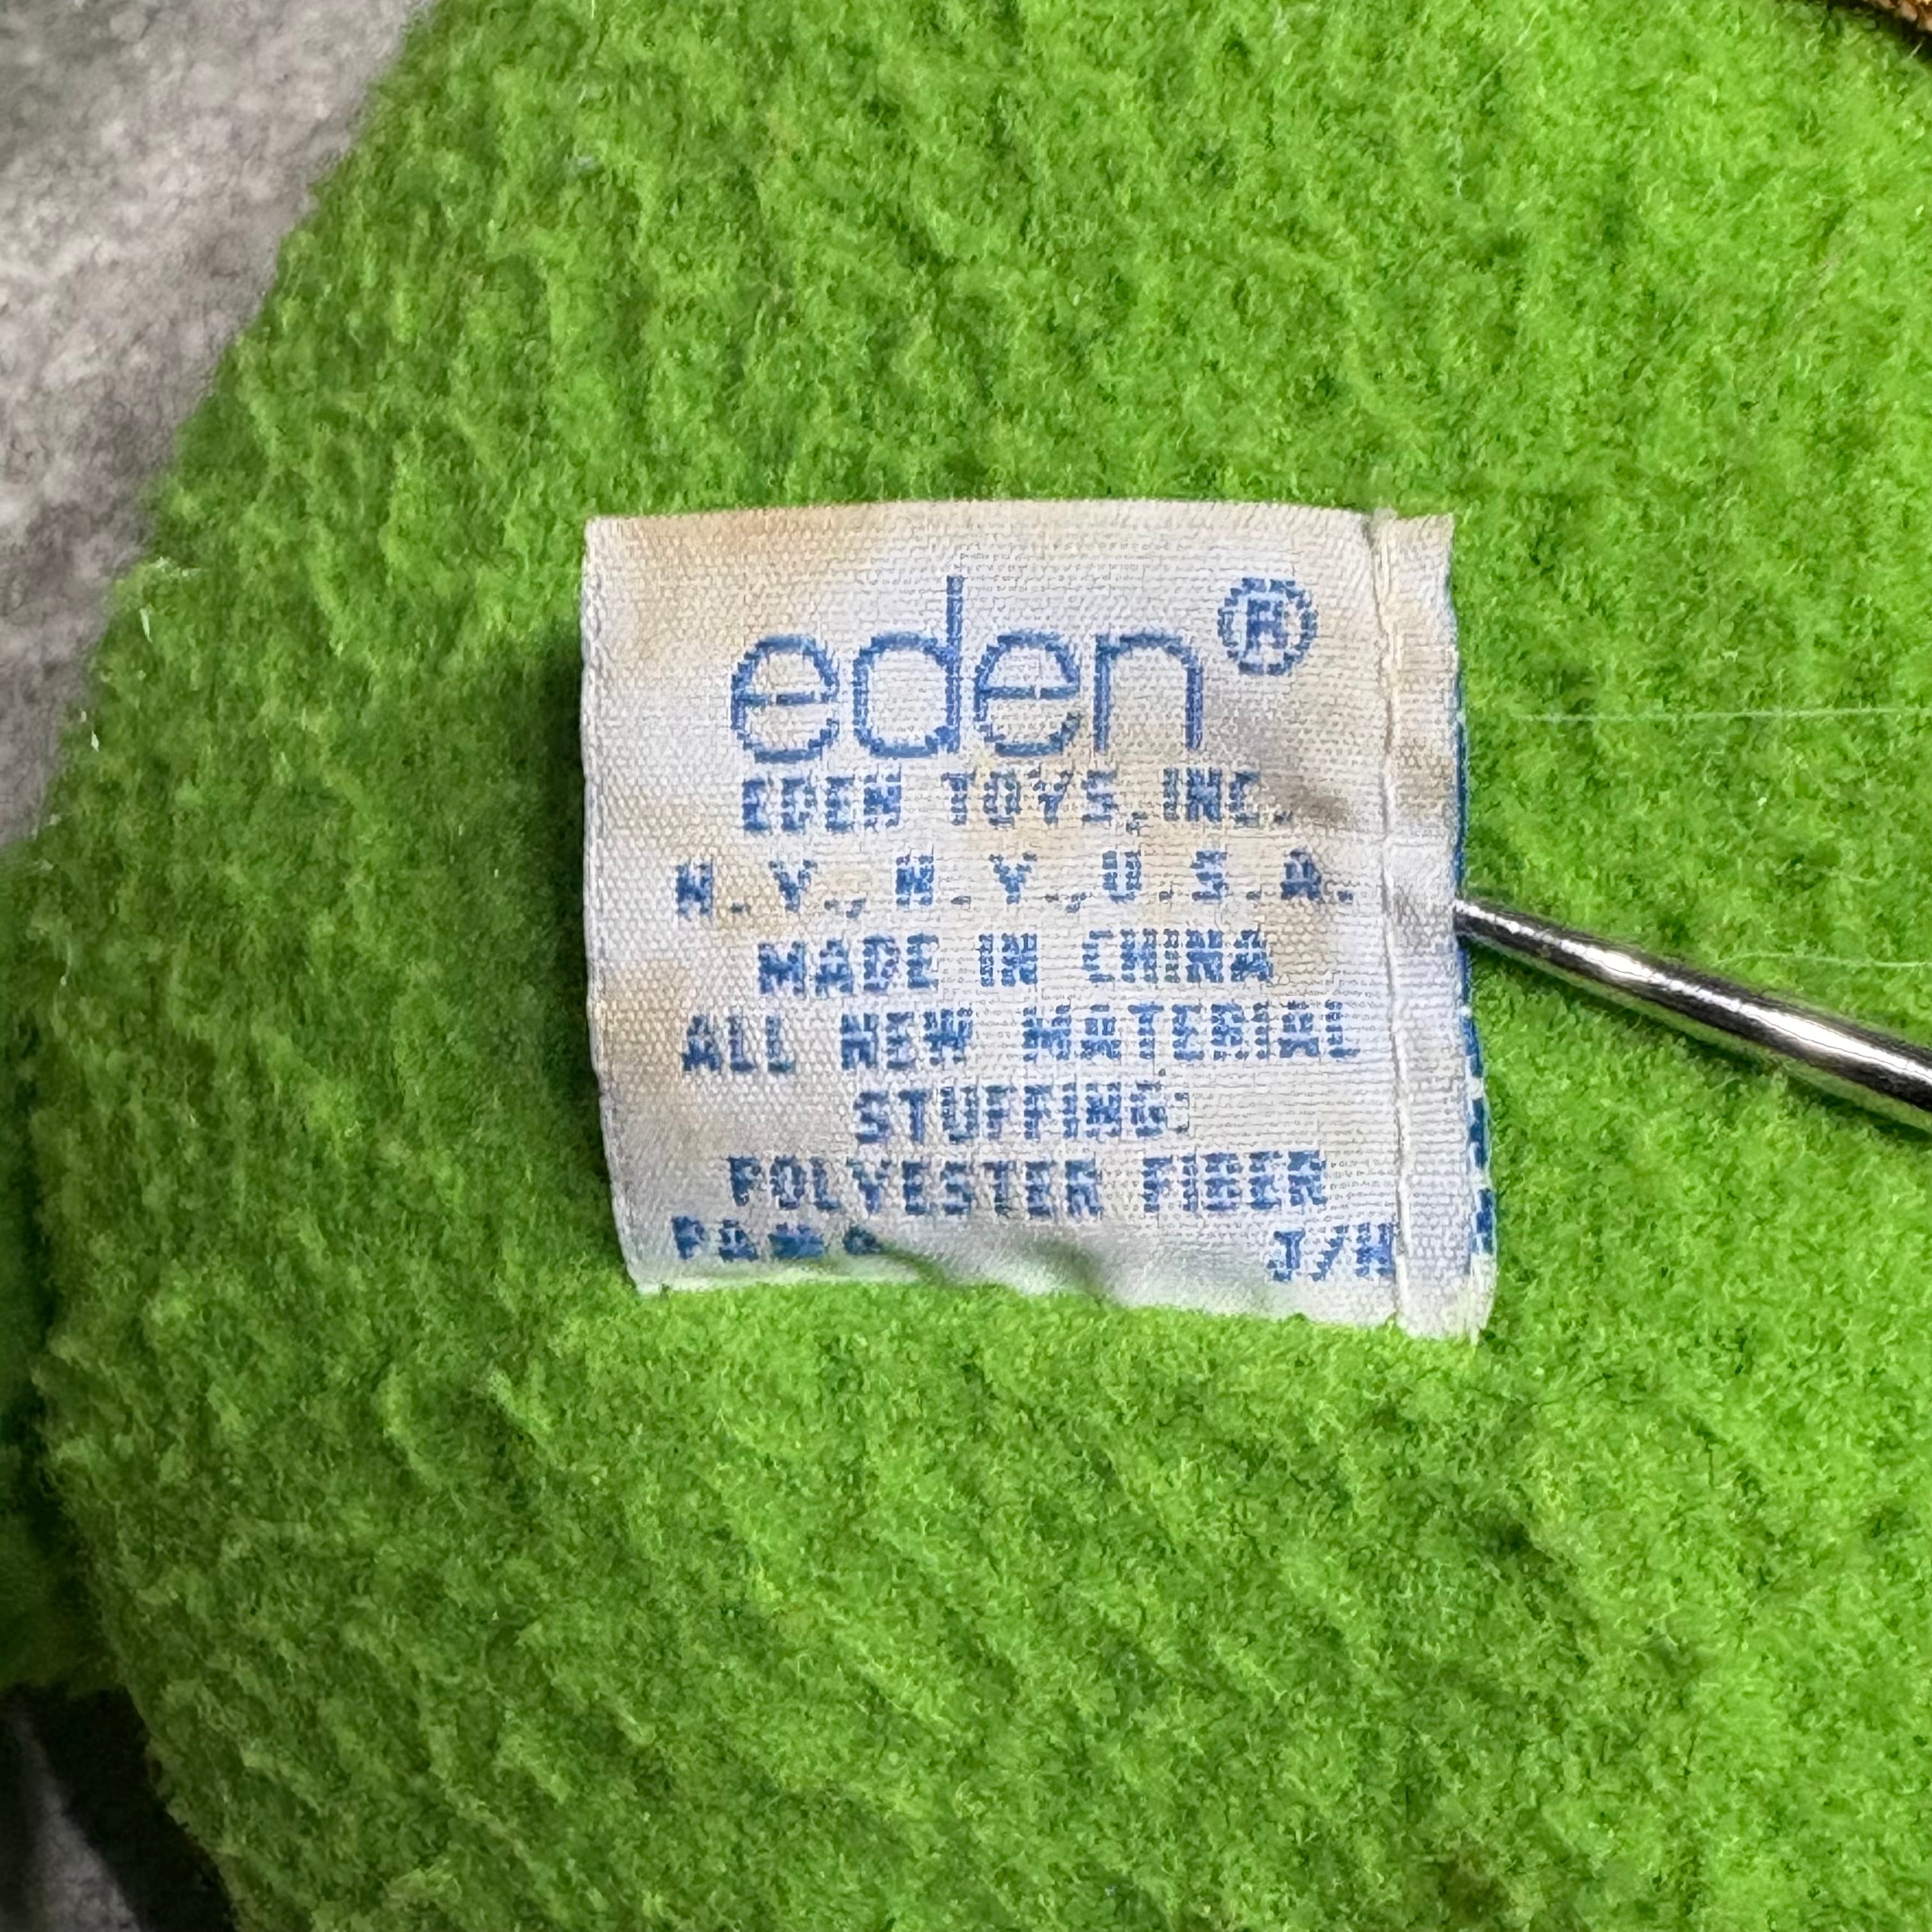 eden®
EDEN TOYS, INC.
N.Y., N.Y., U.S.A.
MADE IN CHINA
ALL NEW MATERIAL
STUFFING:
POLYESTER FIBER
J/H